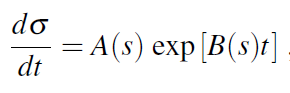 dσ/dt = A(s) exp [B(s)t] .